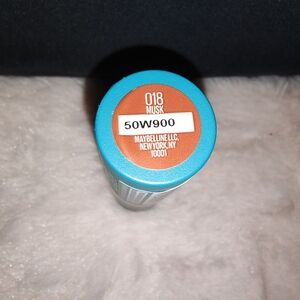 018
MUSK
50W900
MAYBELLINE LLC.
NEW YORK, NY
10001